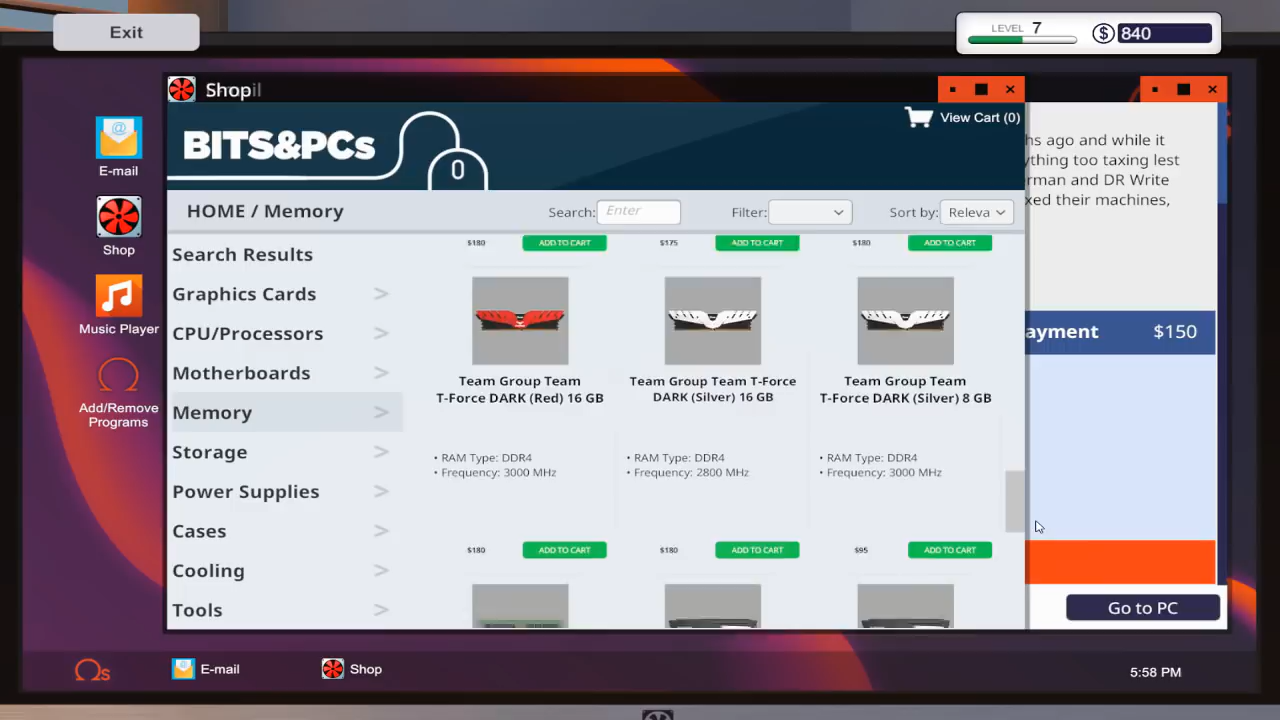 Exit
LEVEL 7
$ 840
Shop
BITS&PCs
View Cart (0)
HOME / Memory
Search: Enter
Filter:
Sort by: Releva
E-mail
Shop
Music Player
Add/Remove
Programs
Search Results
Graphics Cards >
CPU/Processors >
Motherboards >
Memory >
Storage >
Power Supplies >
Cases >
Cooling >
Tools >
$180 ADD TO CART
$175 ADD TO CART
$180 ADD TO CART
Team Group Team
T-Force DARK (Red) 16 GB
• RAM Type: DDR4
• Frequency: 3000 MHz
$180 ADD TO CART
Team Group Team T-Force
DARK (Silver) 16 GB
• RAM Type: DDR4
• Frequency: 2800 MHz
$180 ADD TO CART
Team Group Team
T-Force DARK (Silver) 8 GB
• RAM Type: DDR4
• Frequency: 3000 MHz
$95 ADD TO CART
hs ago and while it
ything too taxing lest
rman and DR Write
xed their machines,
ayment $150
Go to PC
Ωs
E-mail
Shop
5:58 PM